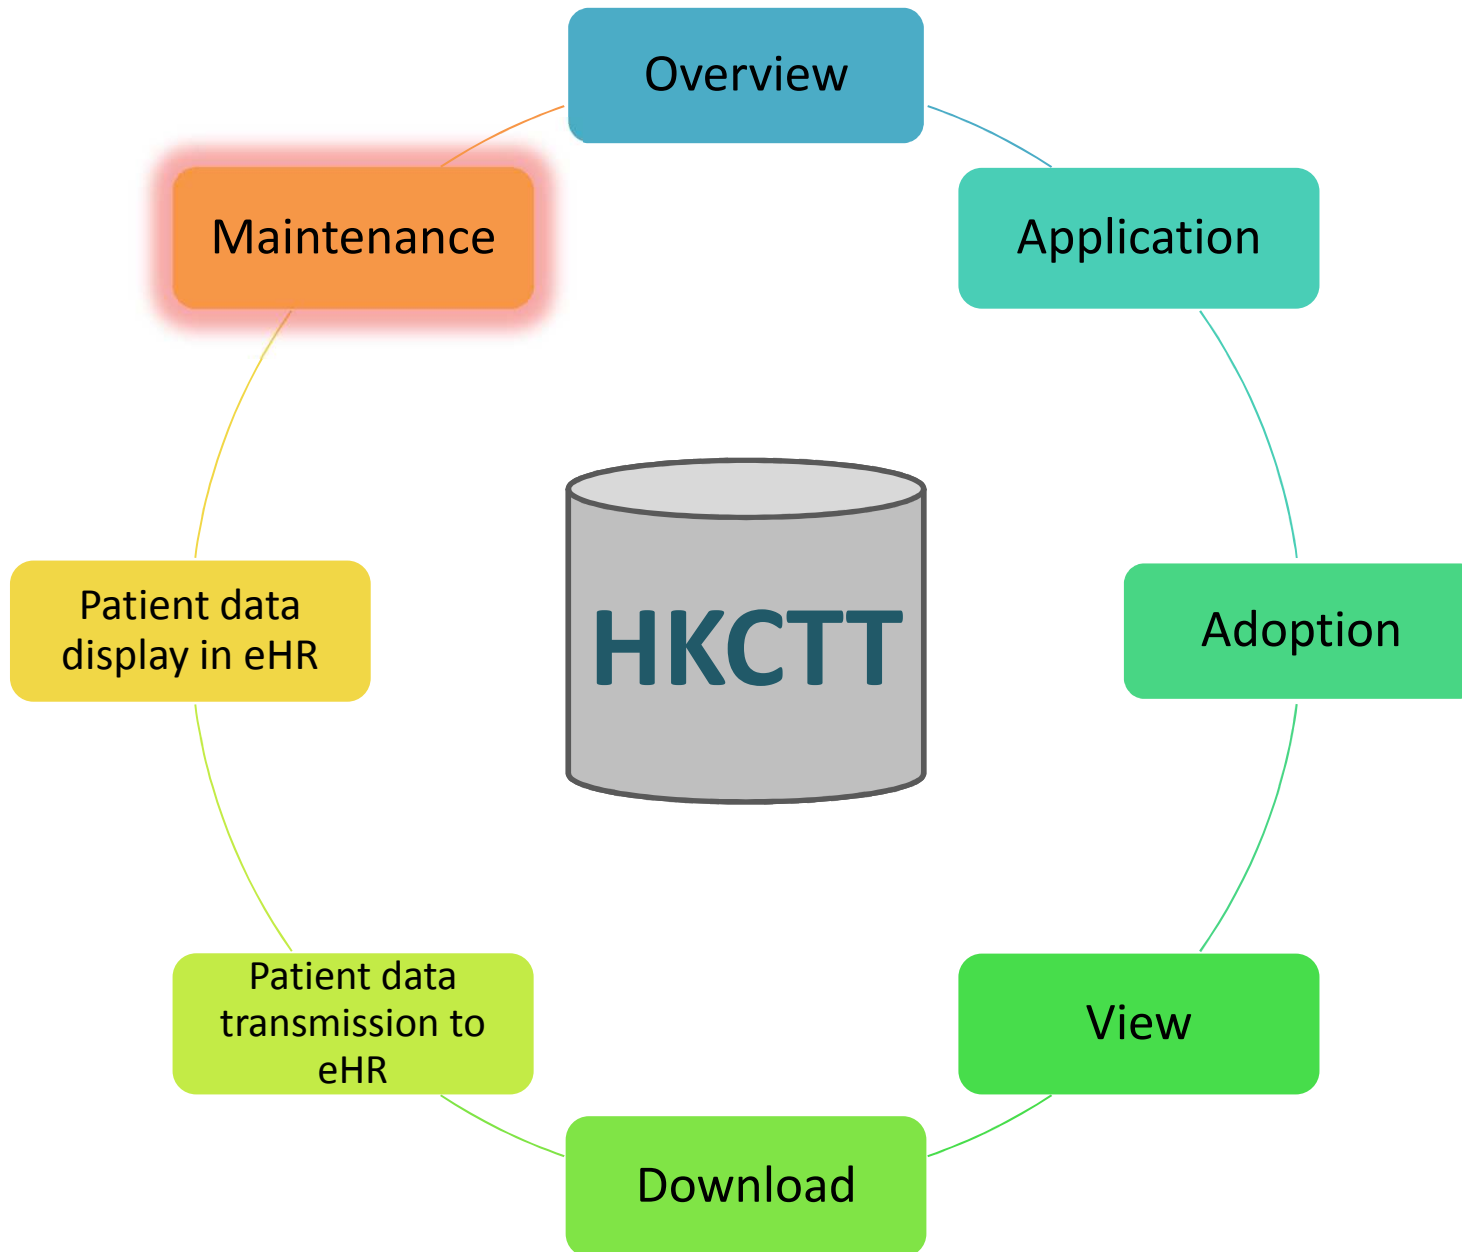 Overview
Application
Adoption
View
Download
Patient data
transmission to
eHR
Patient data
display in eHR
Maintenance
HKCTT